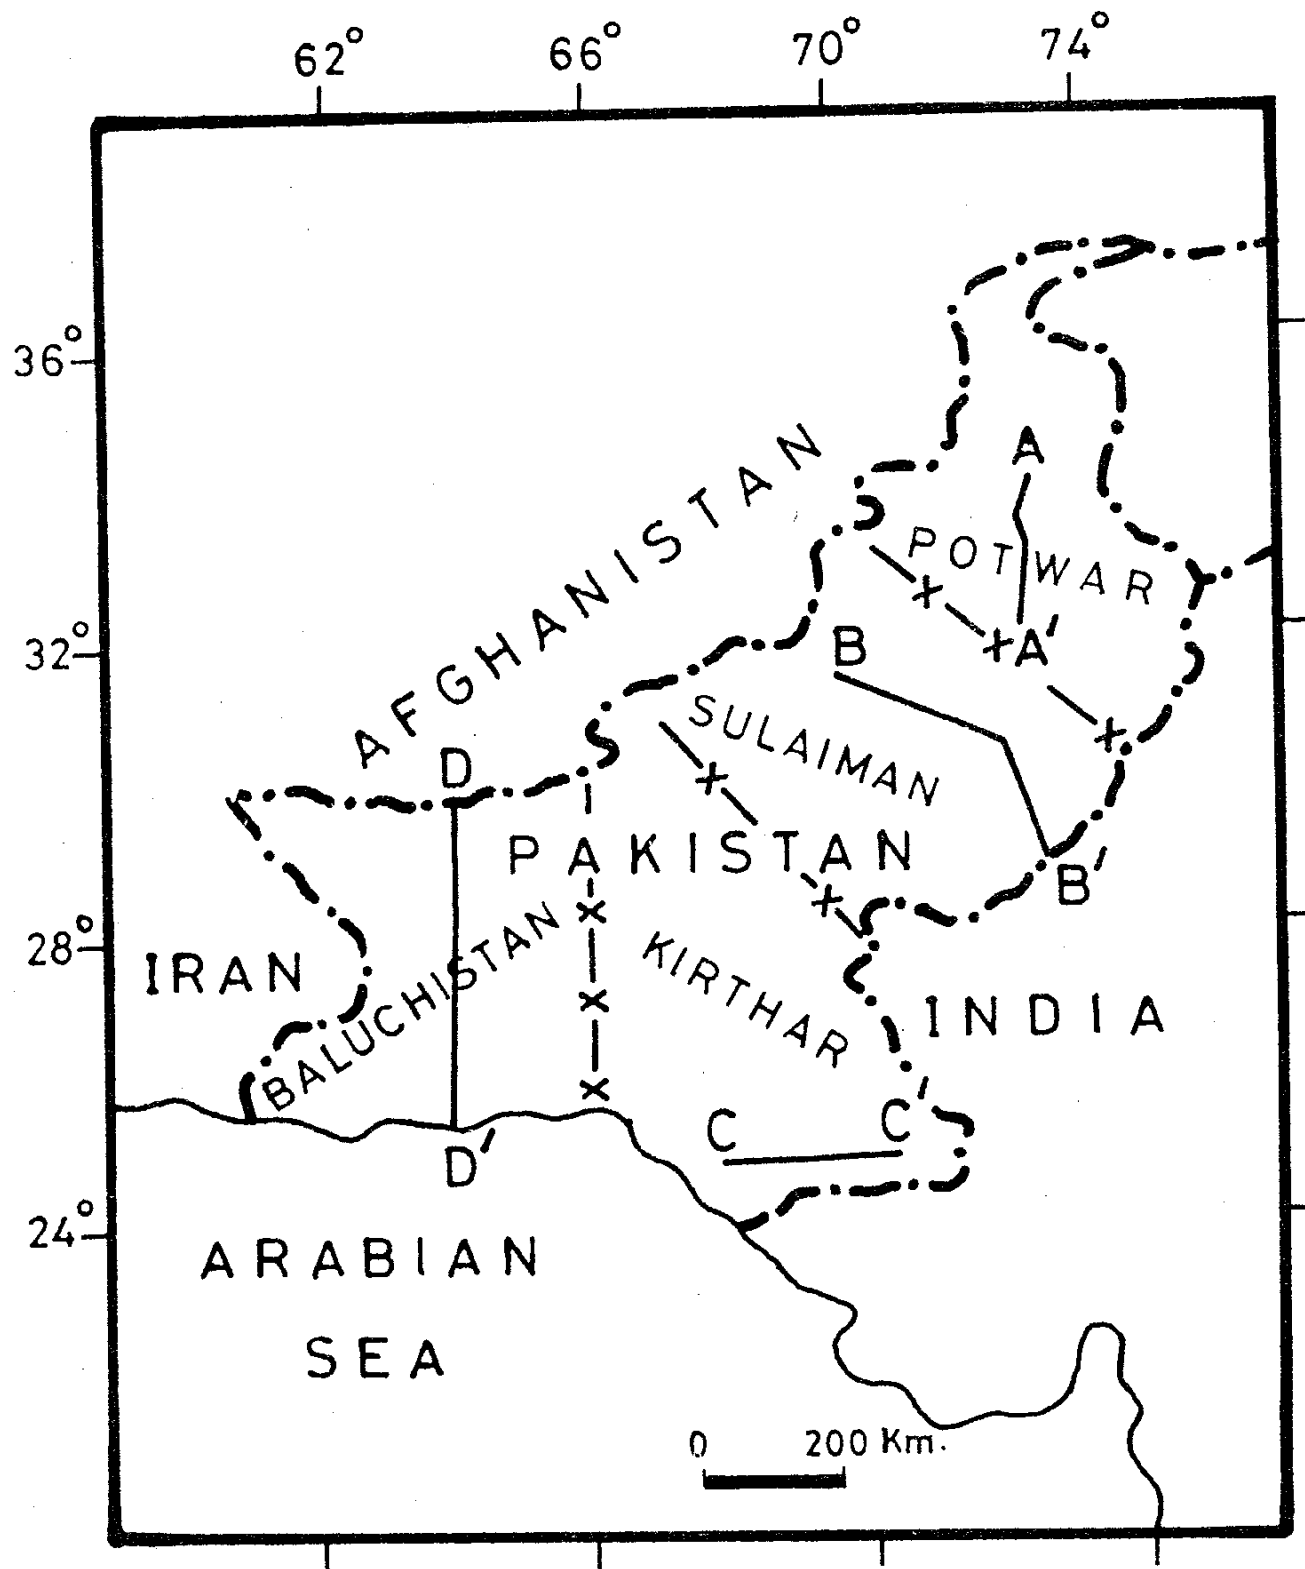 62° 66° 70° 74°
36°
32°
28°
24°
AFGHANISTAN
A
POTWAR
A'
B
SULAIMAN
D
PAKISTAN
B'
BALUCHISTAN
KIRTHAR
IRAN
INDIA
C C'
D'
ARABIAN
SEA
0 200 Km.